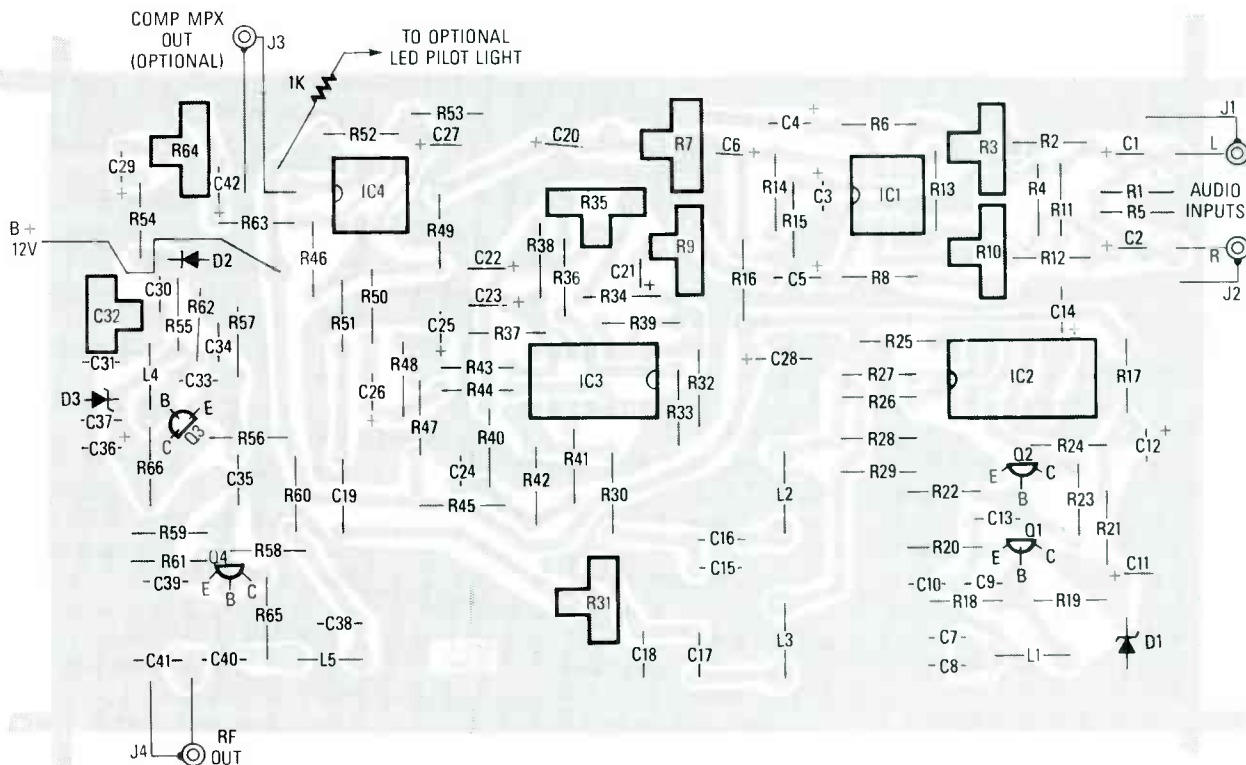 COMP MPX
OUT
(OPTIONAL)
J3
TO OPTIONAL
LED PILOT LIGHT
1K
R53
R52
C27
C20
C4
R6
J1
R64
R7
C6
R3
R2
C1
L
C29
C42
IC4
R14
C3
IC1
R13
R4
R1
AUDIO
INPUTS
R54
R35
R15
R11
R5
B+
12V
R63
R49
R38
R9
R10
C2
R
D2
R46
R36
R16
R12
C22
C21
C5
R8
J2
C30
R50
R34
C32
R62
C23
R55
R57
R51
C25
R37
R39
C14
C34
R25
C31
L4
R48
R43
C28
C33
IC3
R32
R27
IC2
R17
D3
B
E
C26
R44
R33
R26
C37
C
Q3
R47
C36
R56
R40
R28
R24
C12
R66
C35
C24
R41
Q2
E
C
R60
C19
R42
R30
L2
R29
R22
B
R23
R45
C13
R21
R59
C16
Q1
R58
R20
E
C
R61
Q4
C15
B
C11
C39
E
C
B
R65
R31
C10
C9
R18
R19
C38
C7
D1
C41
C40
L5
C18
C17
L3
C8
L1
J4
RF
OUT